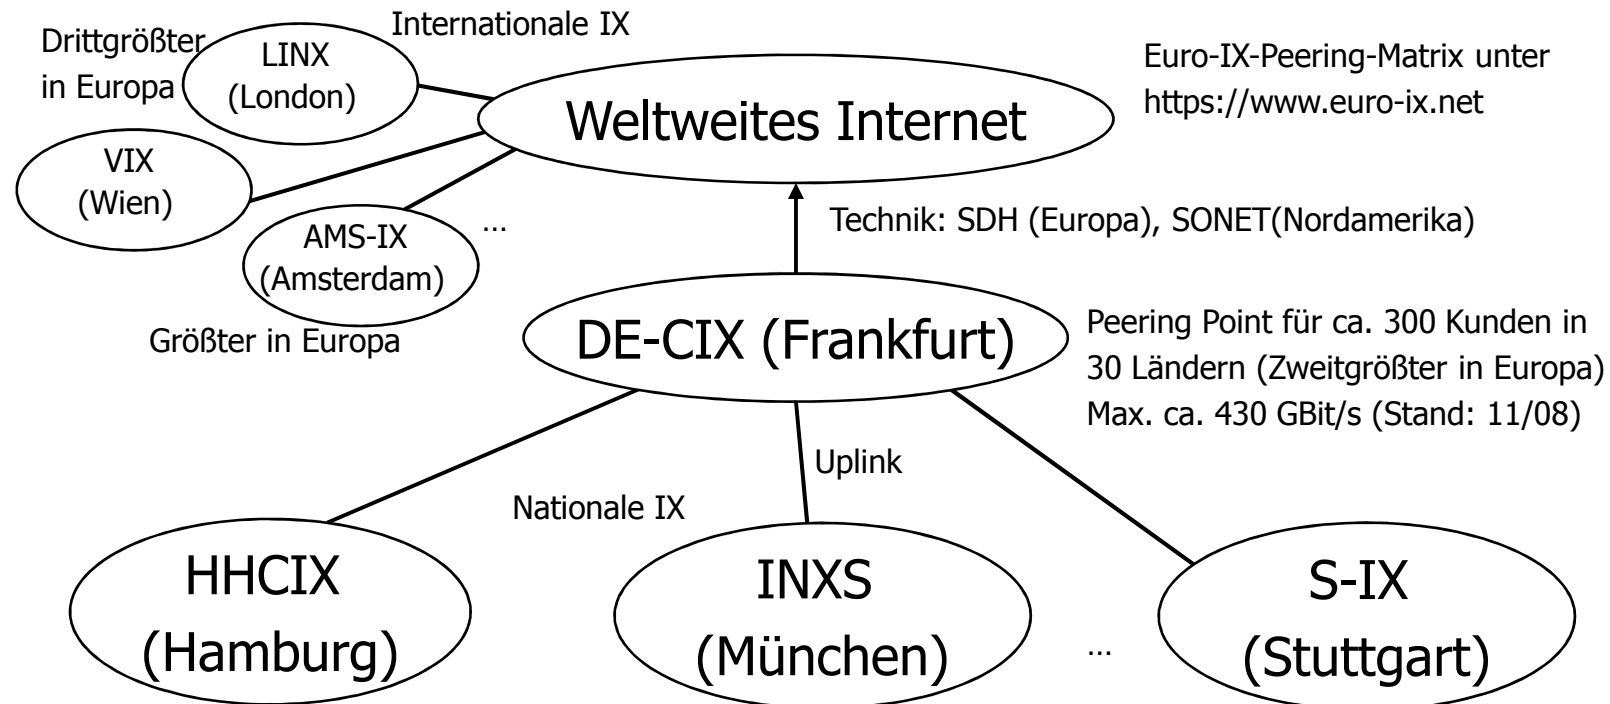 Internationale IX
Drittgrößter
in Europa
LINX
(London)
Weltweites Internet
Euro-IX-Peering-Matrix unter
https://www.euro-ix.net
VIX
(Wien)
AMS-IX
(Amsterdam)
...
Größter in Europa
Technik: SDH (Europa), SONET(Nordamerika)
DE-CIX (Frankfurt)
Peering Point für ca. 300 Kunden in
30 Ländern (Zweitgrößter in Europa)
Max. ca. 430 GBit/s (Stand: 11/08)
Uplink
Nationale IX
HHCIX
(Hamburg)
INXS
(München)
...
S-IX
(Stuttgart)